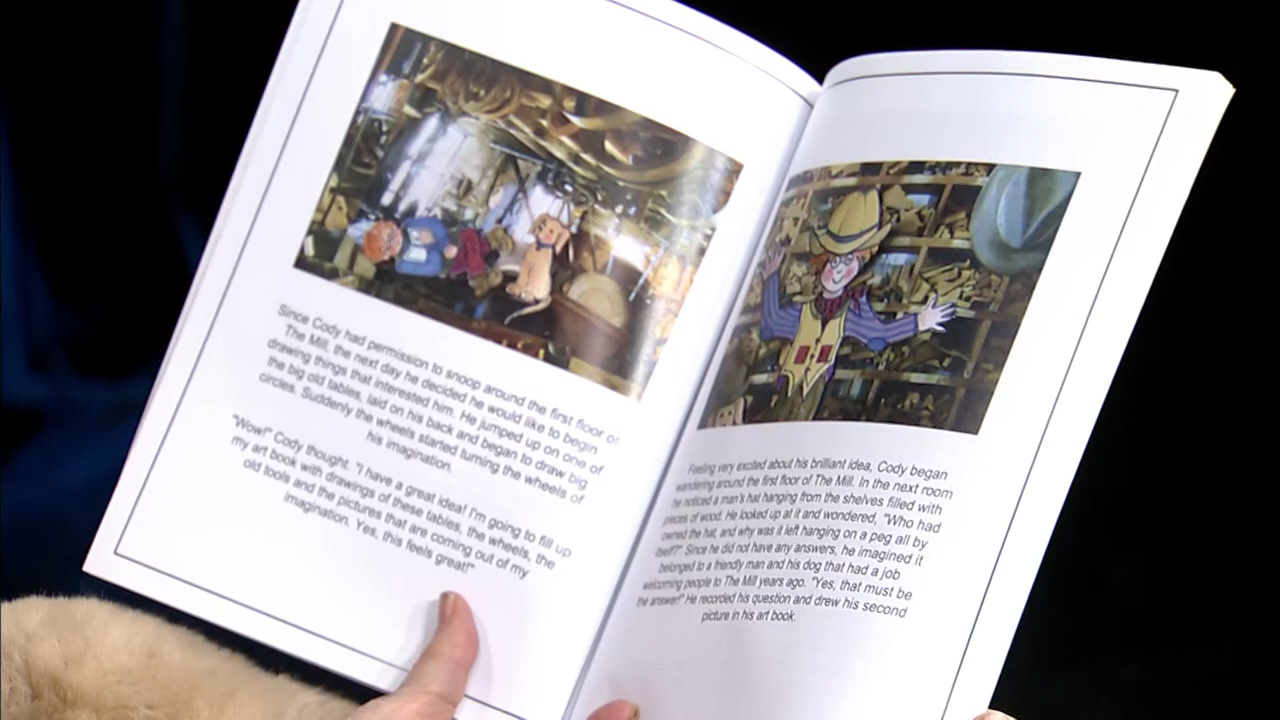 Since Cody had permission to snoop around the first floor of
The Mill, the next day he decided he would like to begin
drawing things that interested him. He jumped up on one of
the big old tables, laid on his back and began to draw big
circles. Suddenly the wheels started turning the wheels of
his imagination.
"Wow!" Cody thought. "I have a great idea! I'm going to fill up
my art book with drawings of these tables, the wheels, the
old tools and the pictures that are coming out of my
imagination. Yes, this feels great!"
Feeling very excited about his brilliant idea, Cody began
wandering around the first floor of The Mill. In the next room
he noticed a man's hat hanging from the shelves filled with
pieces of wood. He looked up at it and wondered, "Who had
owned the hat, and why was it left hanging on a peg all by
itself?" Since he did not have any answers, he imagined it
belonged to a friendly man and his dog that had a job
welcoming people to The Mill years ago. "Yes, that must be
the answer!" He recorded his question and drew his second
picture in his art book.